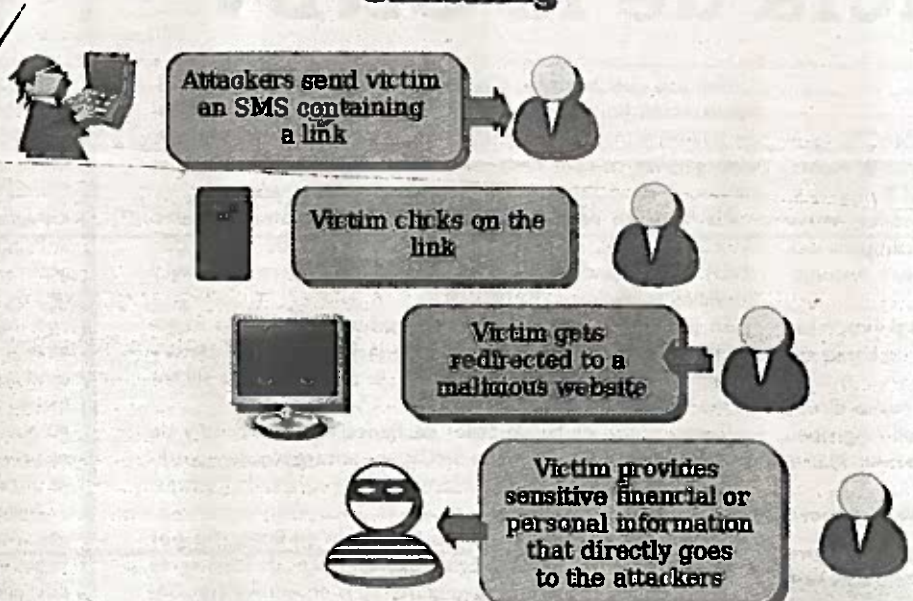 Attackers send victim
an SMS containing
a link
Victim clicks on the
link
Victim gets
redirected to a
malicious website
Victim provides
sensitive financial or
personal information
that directly goes
to the attackers